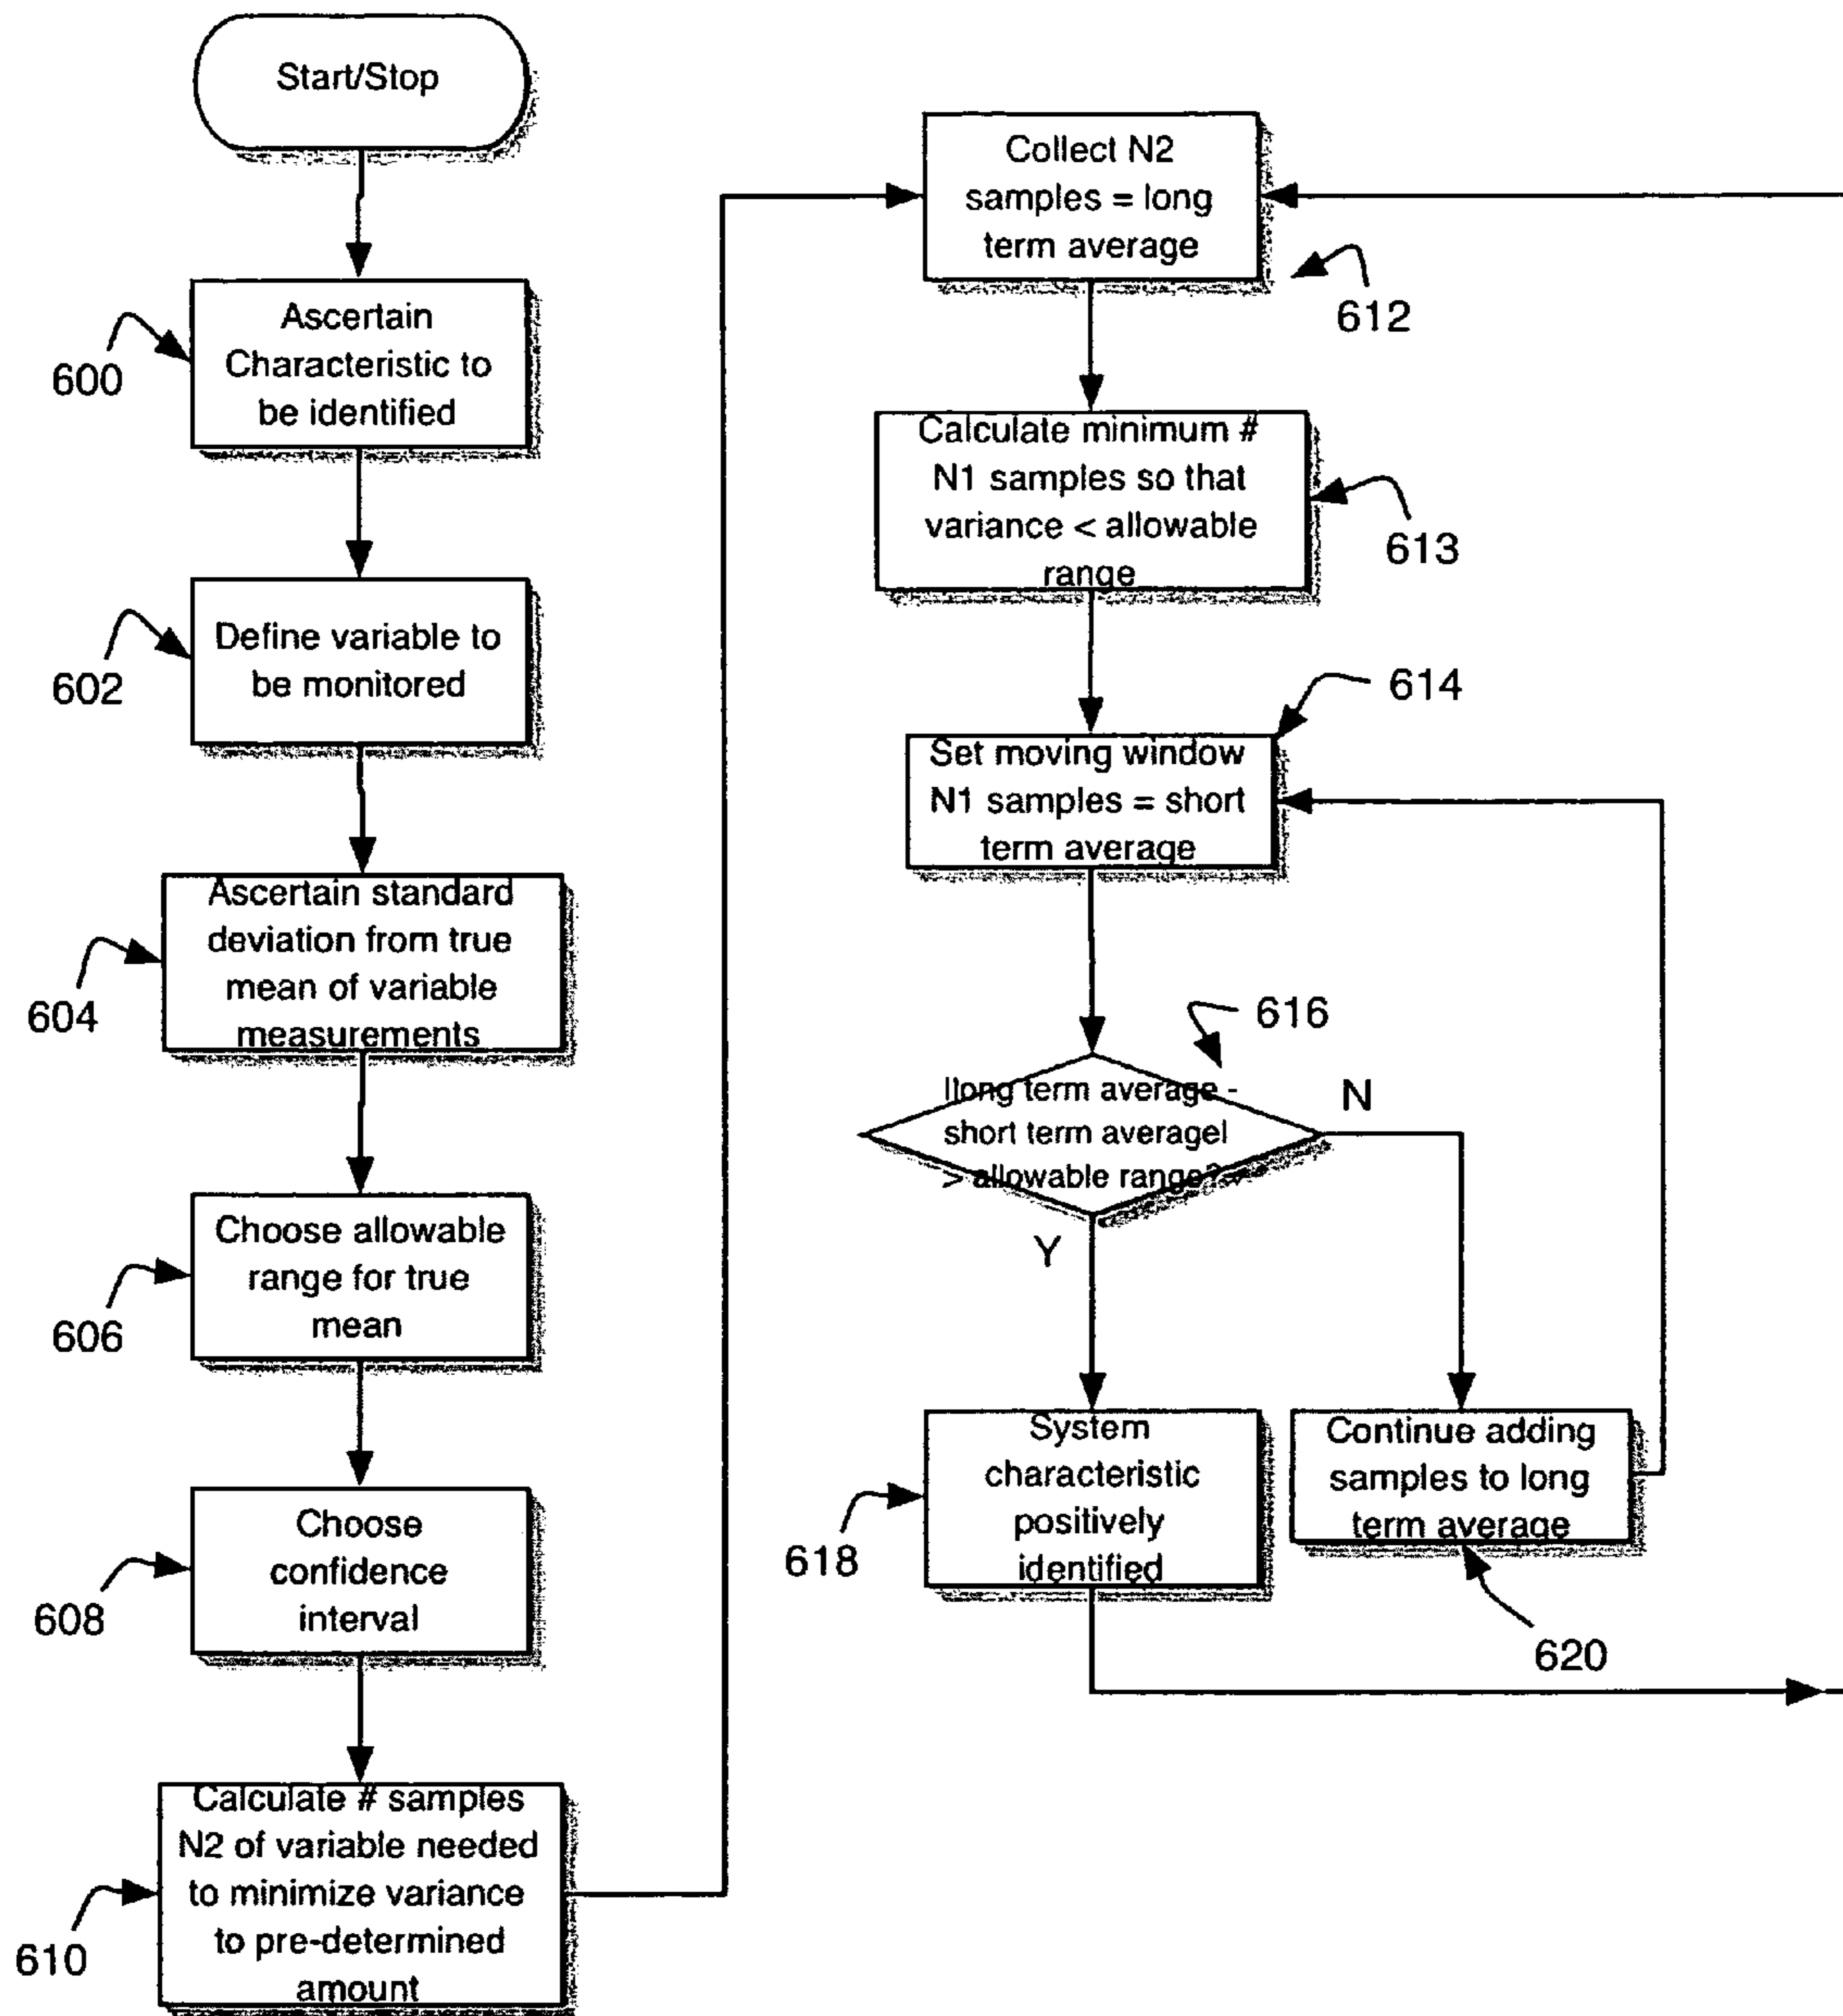 Start/Stop
Ascertain
Characteristic to
be identified
600
Define variable to
be monitored
602
Ascertain standard
deviation from true
mean of variable
measurements
604
Choose allowable
range for true
mean
606
Choose
confidence
interval
608
Calculate # samples
N2 of variable needed
to minimize variance
to pre-determined
amount
610
Collect N2
samples = long
term average
612
Calculate minimum #
N1 samples so that
variance < allowable
range
613
Set moving window
N1 samples = short
term average
614
|long term average -
short term average|
> allowable range?
616
N
Y
System
characteristic
positively
identified
618
Continue adding
samples to long
term average
620